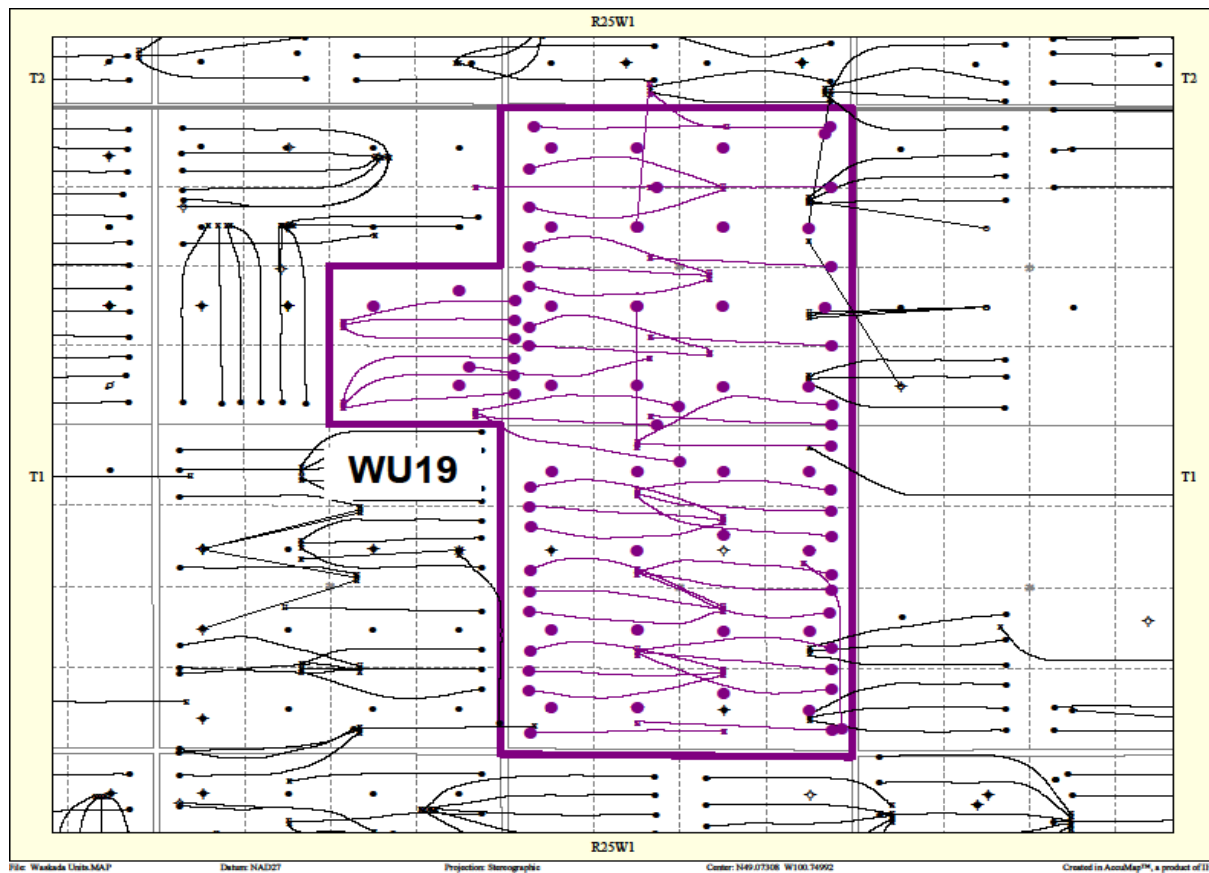 R25W1
T2 T2
WU19
T1 T1
R25W1
File: Waskada Units.MAP Datum: NAD27 Projection: Stereographic Center: N49.07308 W100.74992 Created in AccuMap™, a product of